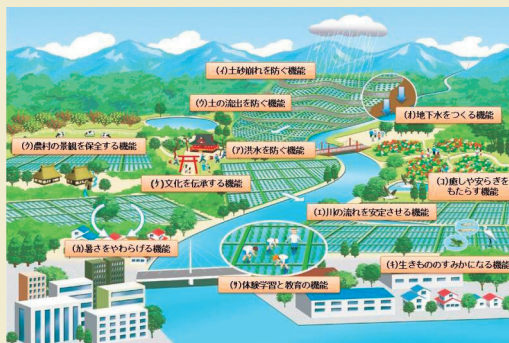 (イ)土砂崩れを防ぐ機能
(ウ)土の流出を防ぐ機能
(オ)地下水をつくる機能
(ク)農村の景観を保全する機能
(ア)洪水を防ぐ機能
(ケ)文化を伝承する機能
(コ)癒しや安らぎを
もたらす機能
(エ)川の流れを安定させる機能
(カ)暑さをやわらげる機能
(キ)生きもののすみかになる機能
(サ)体験学習と教育の機能